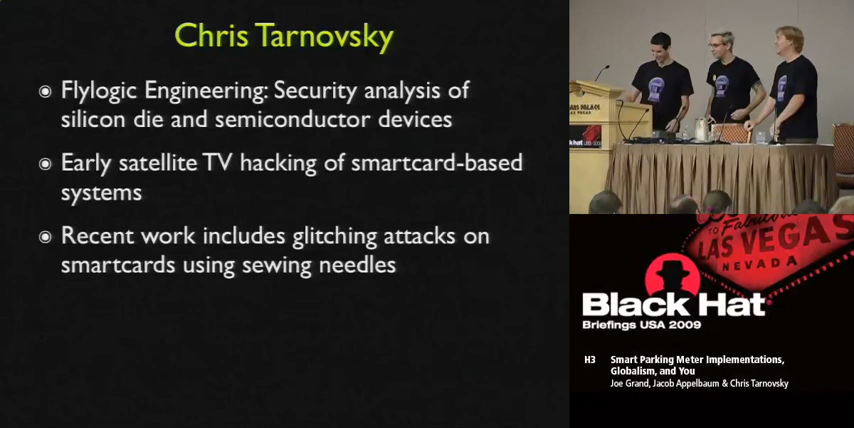 Chris Tarnovsky
Flylogic Engineering: Security analysis of
silicon die and semiconductor devices
Early satellite TV hacking of smartcard-based
systems
Recent work includes glitching attacks on
smartcards using sewing needles
TO Fabulous
LAS VEGAS
NEVADA
Black Hat
Briefings USA 2009
H3 Smart Parking Meter Implementations,
Globalism, and You
Joe Grand, Jacob Appelbaum & Chris Tarnovsky